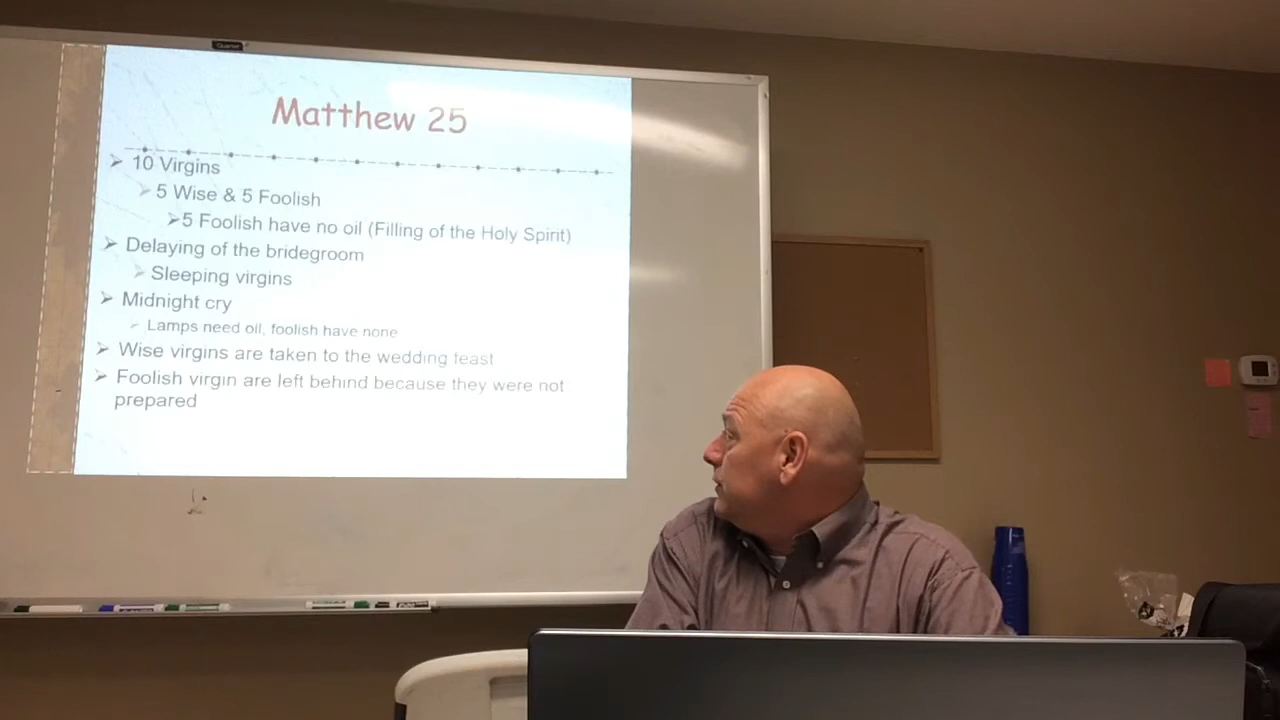 Quartet
Matthew 25
10 Virgins
5 Wise & 5 Foolish
5 Foolish have no oil (Filling of the Holy Spirit)
Delaying of the bridegroom
Sleeping virgins
Midnight cry
Lamps need oil, foolish have none
Wise virgins are taken to the wedding feast
Foolish virgin are left behind because they were not
prepared